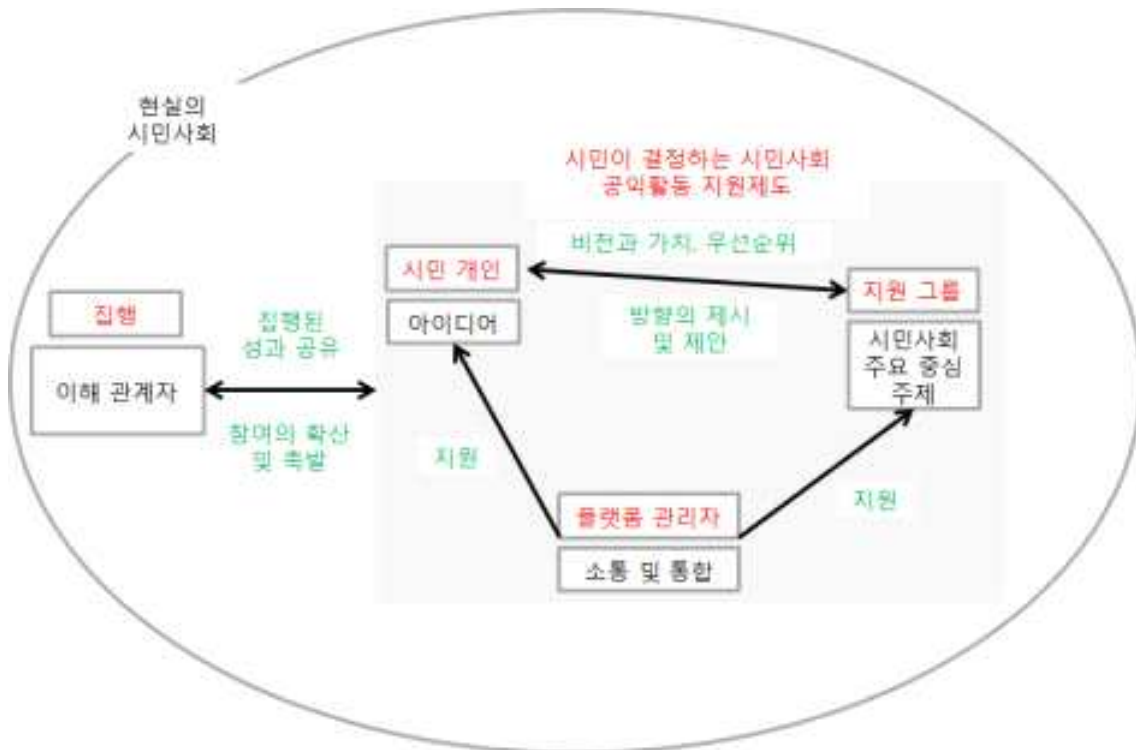 현실의
시민사회
시민이 결정하는 시민사회
공익활동 지원제도
비전과 가치, 우선순위
시민 개인
아이디어
지원 그룹
시민사회
주요 중심
주제
방향의 제시
및 제안
집행
이해 관계자
집행된
성과 공유
참여의 확산
및 촉발
지원
지원
플랫폼 관리자
소통 및 통합